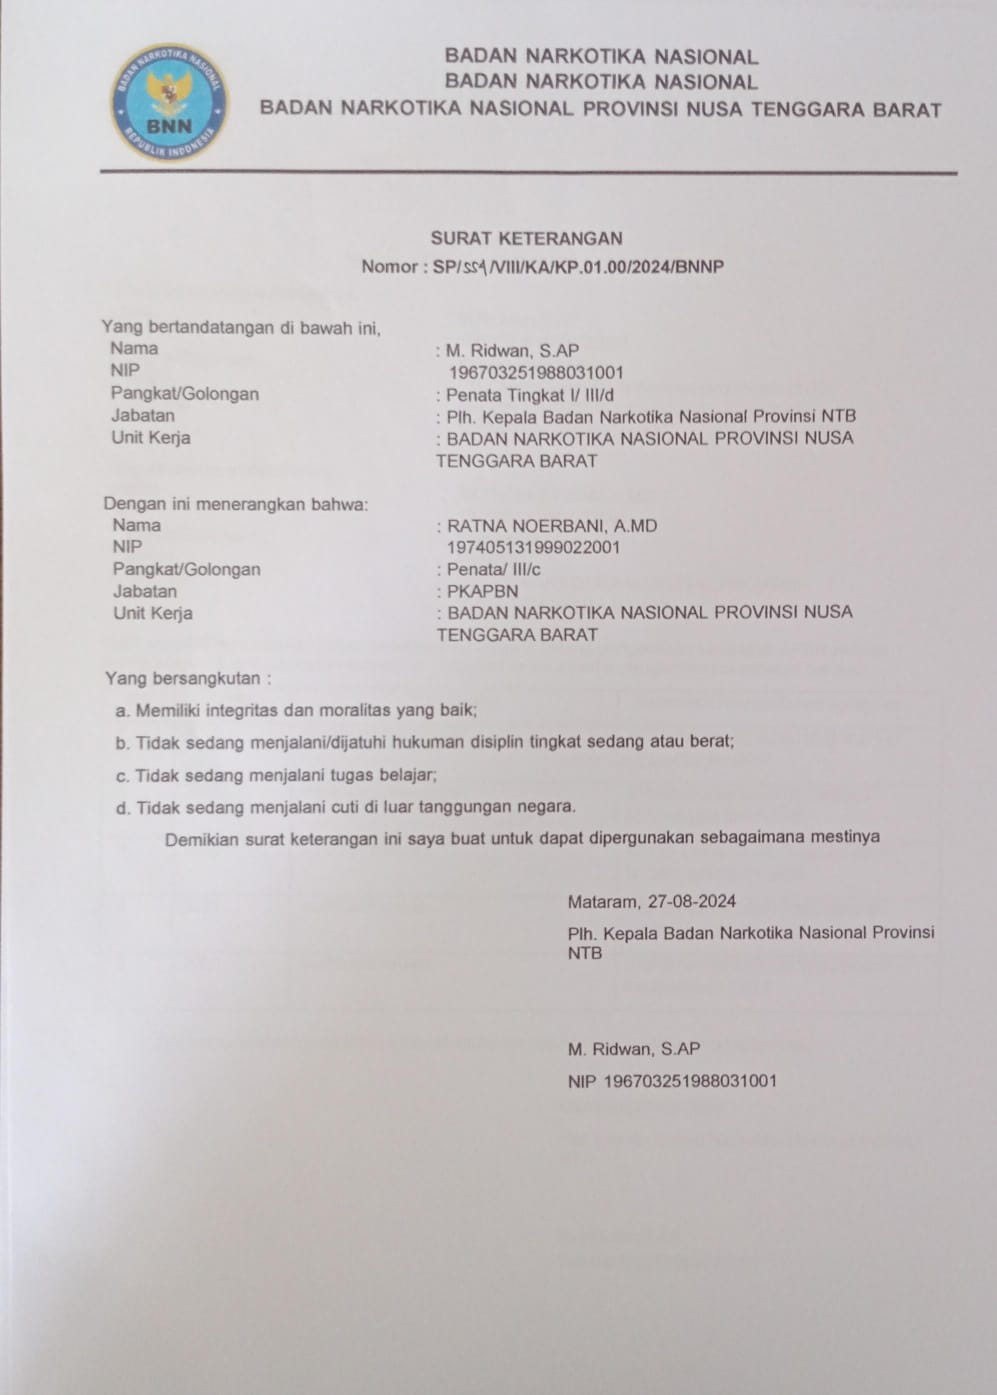 BADAN NARKOTIKA NASIONAL
BNN
REPUBLIK INDONESIA
BADAN NARKOTIKA NASIONAL
BADAN NARKOTIKA NASIONAL
BADAN NARKOTIKA NASIONAL PROVINSI NUSA TENGGARA BARAT
SURAT KETERANGAN
Nomor : SP/551/VIII/KA/KP.01.00/2024/BNNP
Yang bertandatangan di bawah ini,
Nama : M. Ridwan, S.AP
NIP 196703251988031001
Pangkat/Golongan : Penata Tingkat I/ III/d
Jabatan : Plh. Kepala Badan Narkotika Nasional Provinsi NTB
Unit Kerja : BADAN NARKOTIKA NASIONAL PROVINSI NUSA
TENGGARA BARAT
Dengan ini menerangkan bahwa:
Nama : RATNA NOERBANI, A.MD
NIP 197405131999022001
Pangkat/Golongan : Penata/ III/c
Jabatan : PKAPBN
Unit Kerja : BADAN NARKOTIKA NASIONAL PROVINSI NUSA
TENGGARA BARAT
Yang bersangkutan :
a. Memiliki integritas dan moralitas yang baik;
b. Tidak sedang menjalani/dijatuhi hukuman disiplin tingkat sedang atau berat;
c. Tidak sedang menjalani tugas belajar;
d. Tidak sedang menjalani cuti di luar tanggungan negara.
Demikian surat keterangan ini saya buat untuk dapat dipergunakan sebagaimana mestinya
Mataram, 27-08-2024
Plh. Kepala Badan Narkotika Nasional Provinsi
NTB
M. Ridwan, S.AP
NIP 196703251988031001